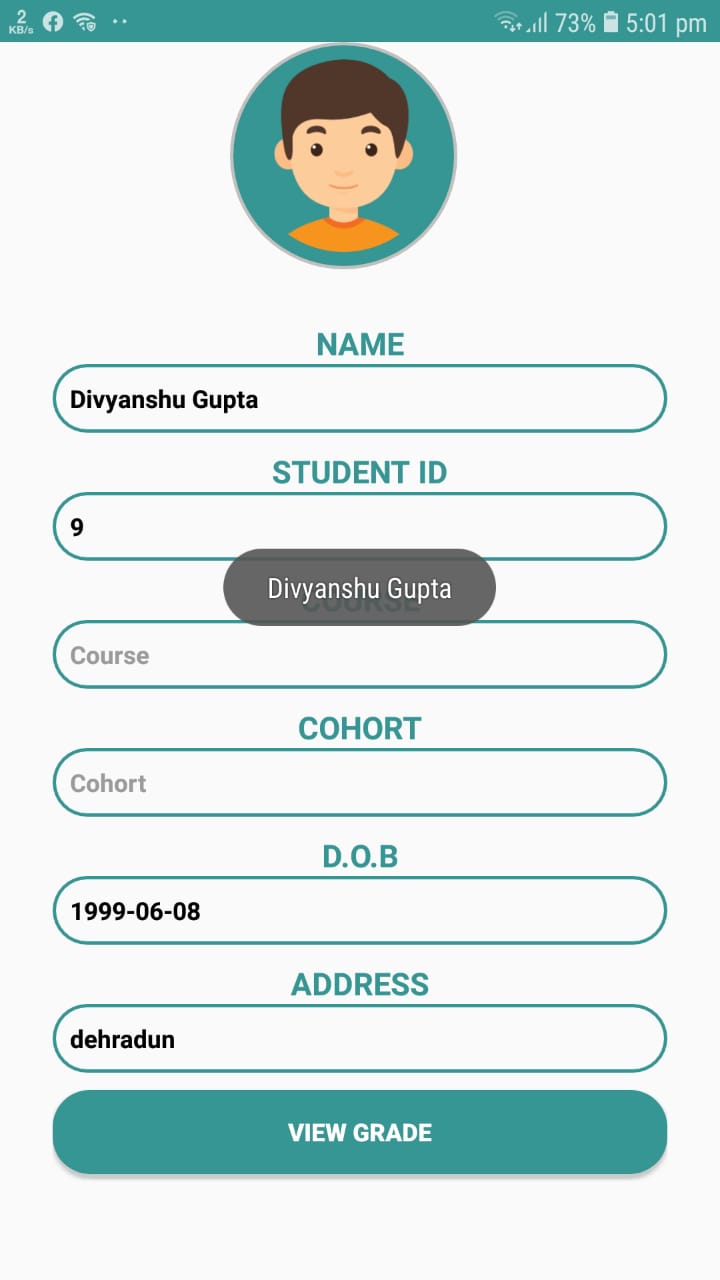 2
KB/s
73% 5:01 pm
NAME
Divyanshu Gupta
STUDENT ID
9
Divyanshu Gupta
COURSE
Course
COHORT
Cohort
D.O.B
1999-06-08
ADDRESS
dehradun
VIEW GRADE